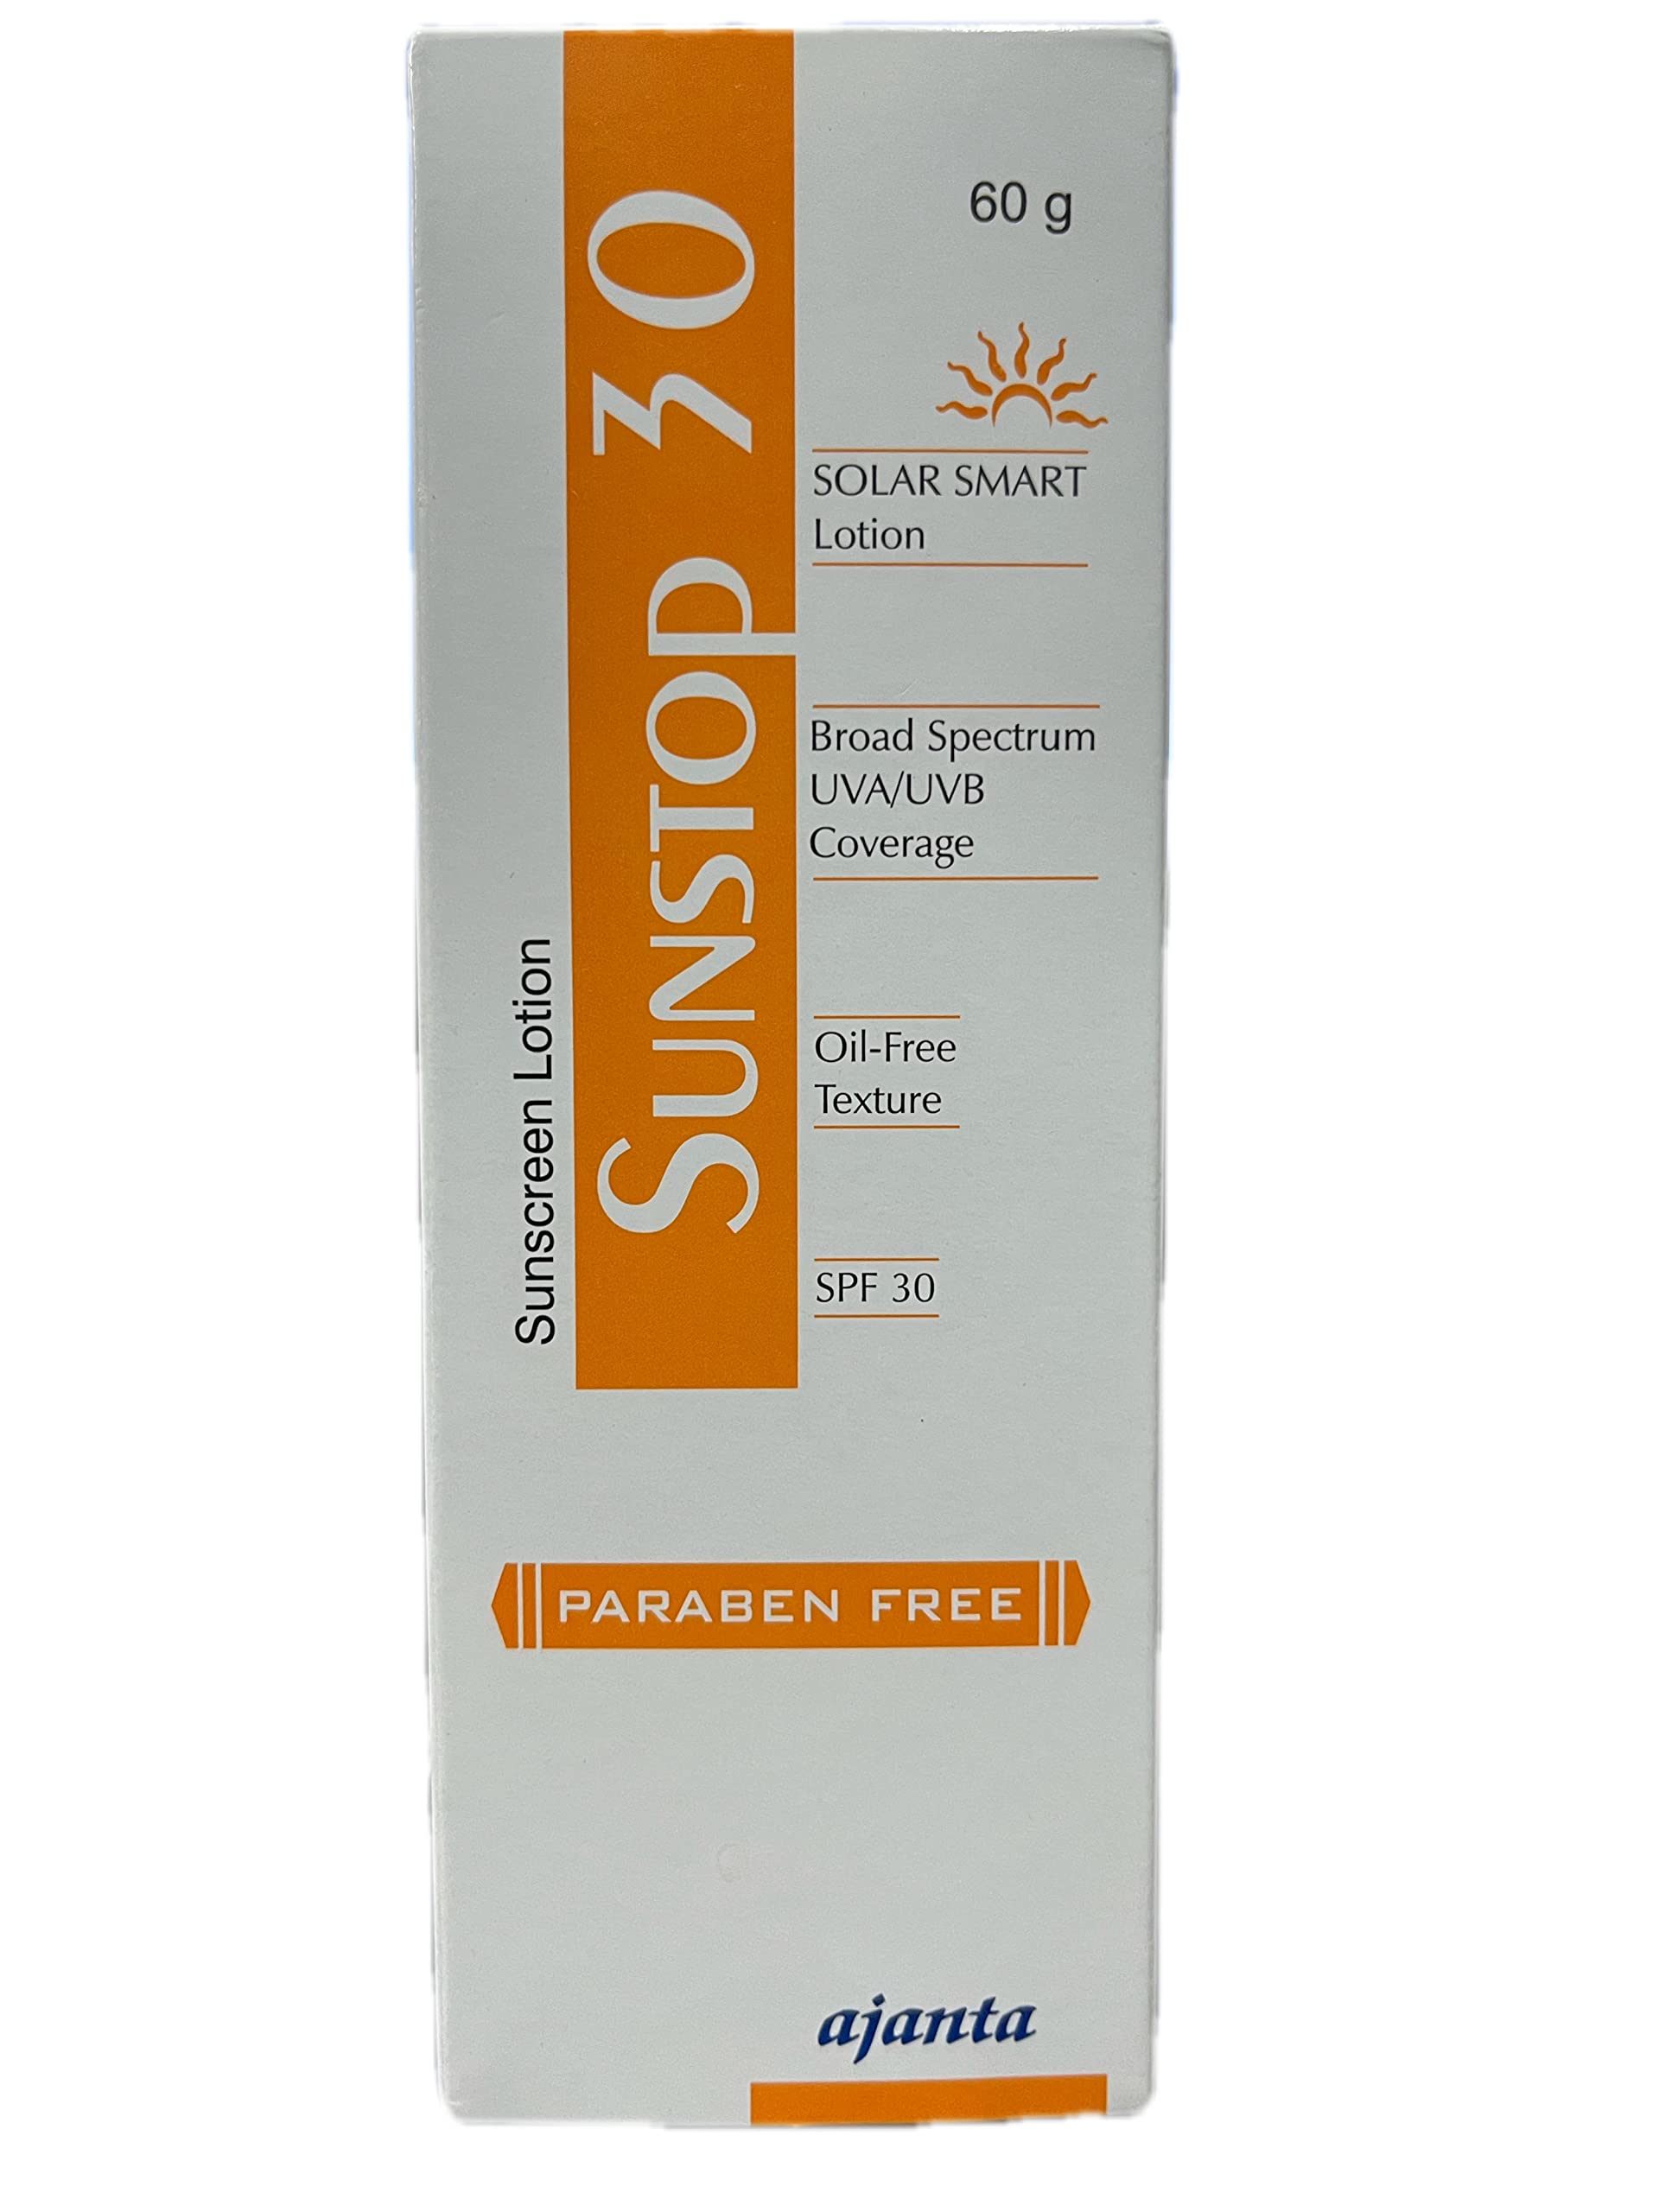 60 g
Sunscreen Lotion
SUNSTOP 30
SOLAR SMART
Lotion
Broad Spectrum
UVA/UVB
Coverage
Oil-Free
Texture
SPF 30
PARABEN FREE
ajanta